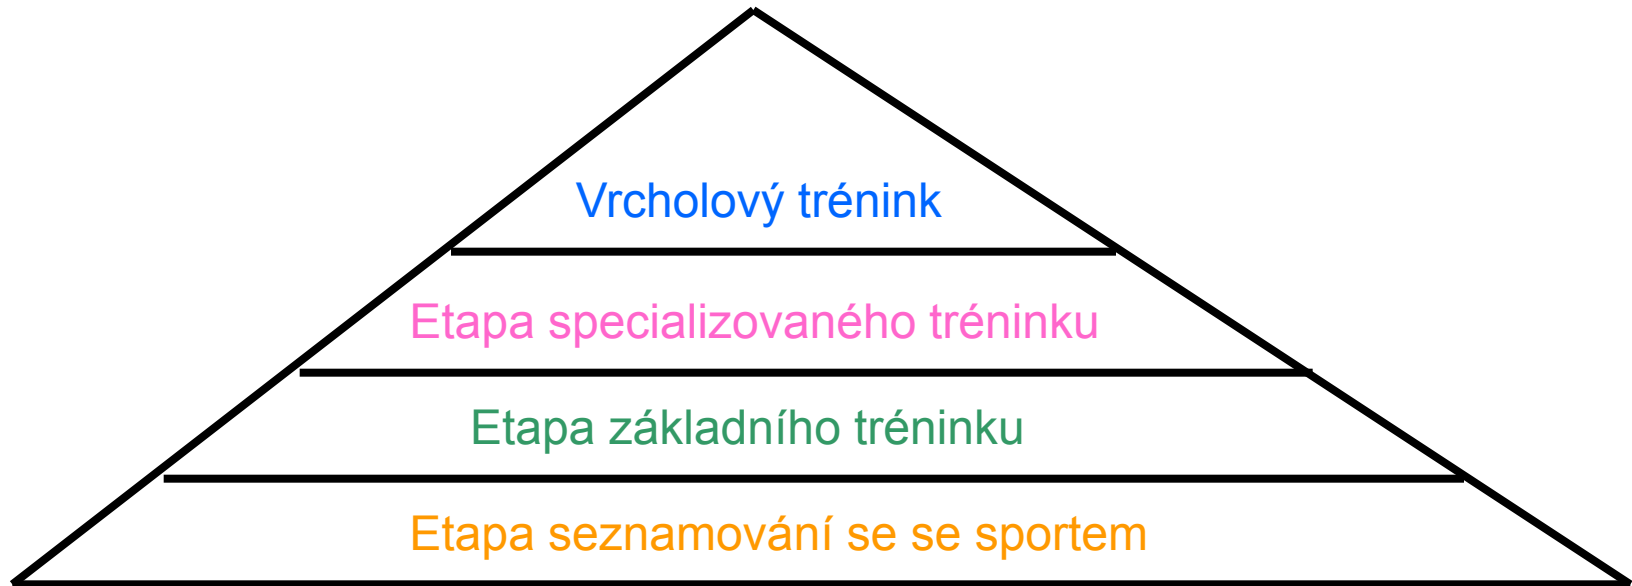 Vrcholový trénink
Etapa specializovaného tréninku
Etapa základního tréninku
Etapa seznamování se se sportem